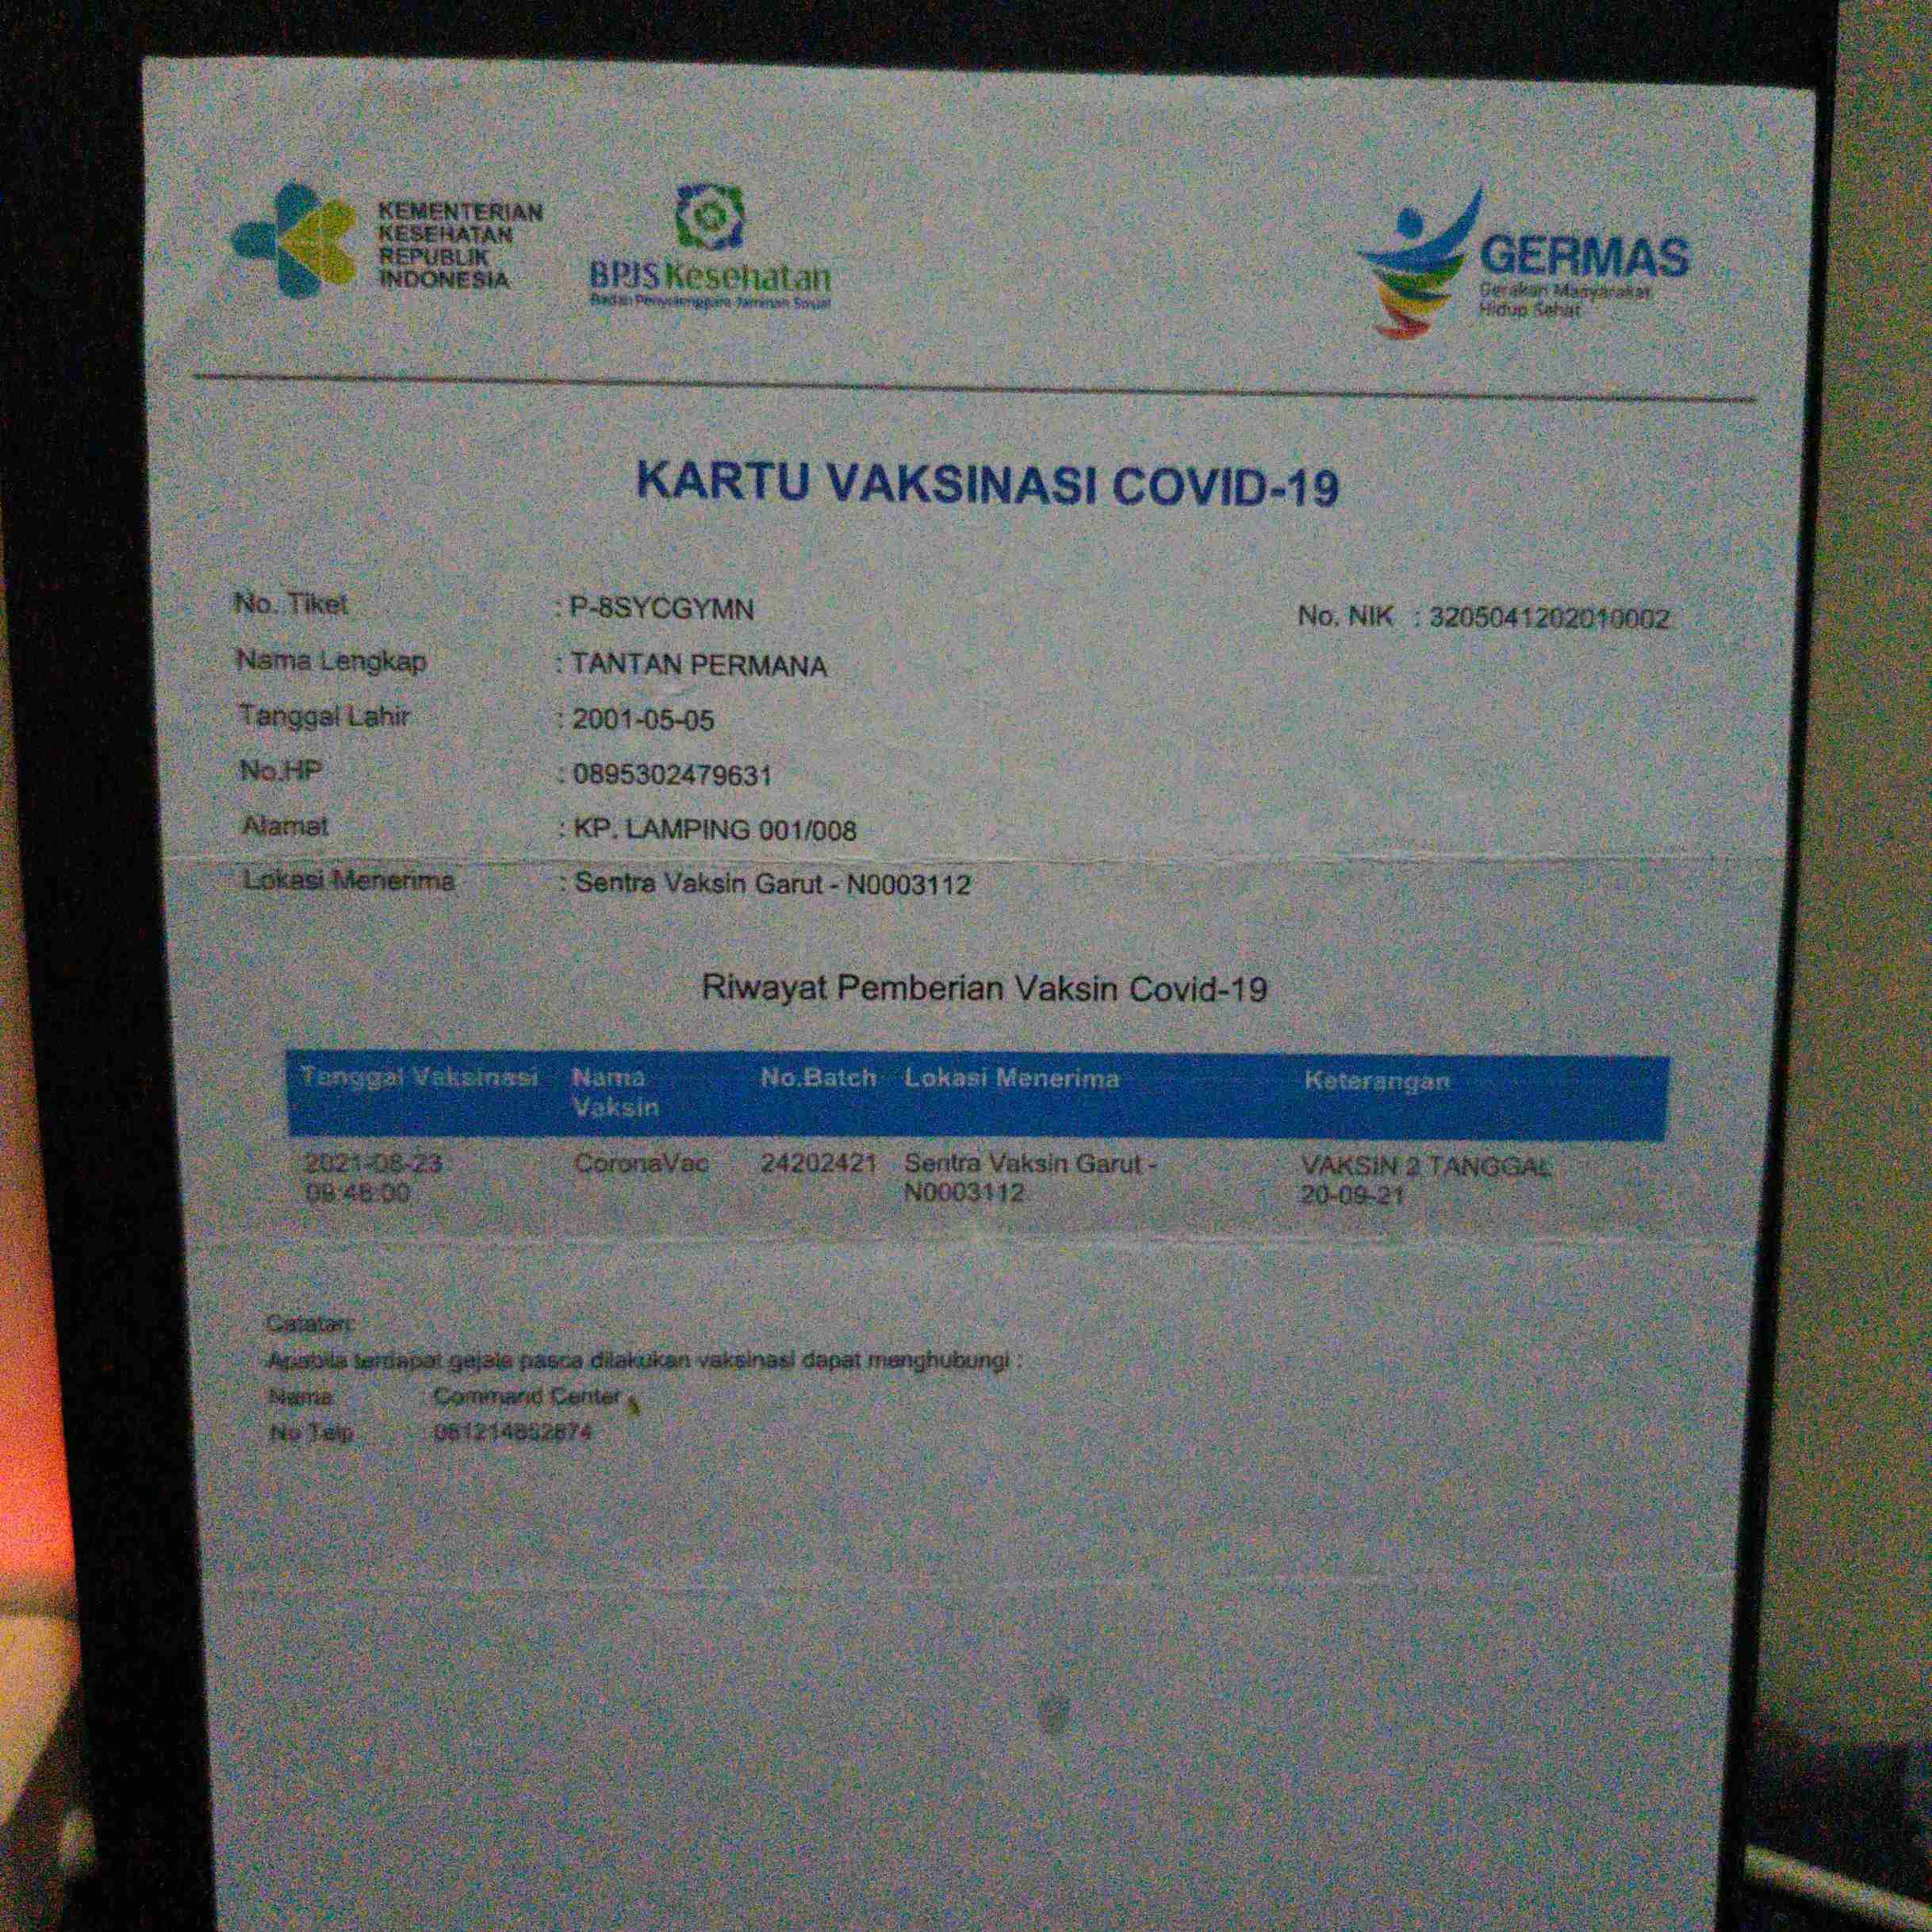 KEMENTERIAN
KESEHATAN
REPUBLIK
INDONESIA
BPJS Kesehatan
Badan Penyelenggara Jaminan Sosial
GERMAS
Gerakan Masyarakat
Hidup Sehat
KARTU VAKSINASI COVID-19
No. Tiket : P-8SYCGYMN No. NIK : 3205041202010002
Nama Lengkap : TANTAN PERMANA
Tanggal Lahir : 2001-05-05
No.HP : 0895302479631
Alamat : KP. LAMPING 001/008
Lokasi Menerima : Sentra Vaksin Garut - N0003112
Riwayat Pemberian Vaksin Covid-19
Tanggal Vaksinasi Nama No.Batch Lokasi Menerima Keterangan
Vaksin
2021-08-23 CoronaVac 24202421 Sentra Vaksin Garut - VAKSIN 2 TANGGAL
N0003112 20-09-21
Catatan:
Apabila terdapat gejala pasca dilakukan vaksinasi dapat menghubungi :
Nama Command Center
No Telp